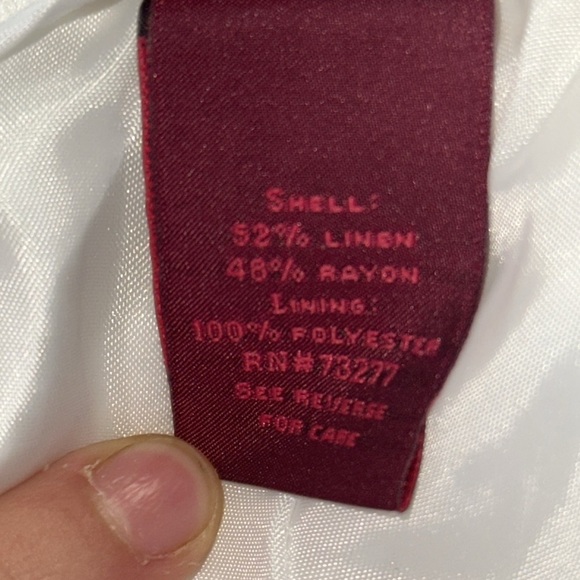 SHELL:
52% LINEN
48% RAYON
LINING:
100% POLYESTER
RN# 73277
SEE REVERSE
FOR CARE